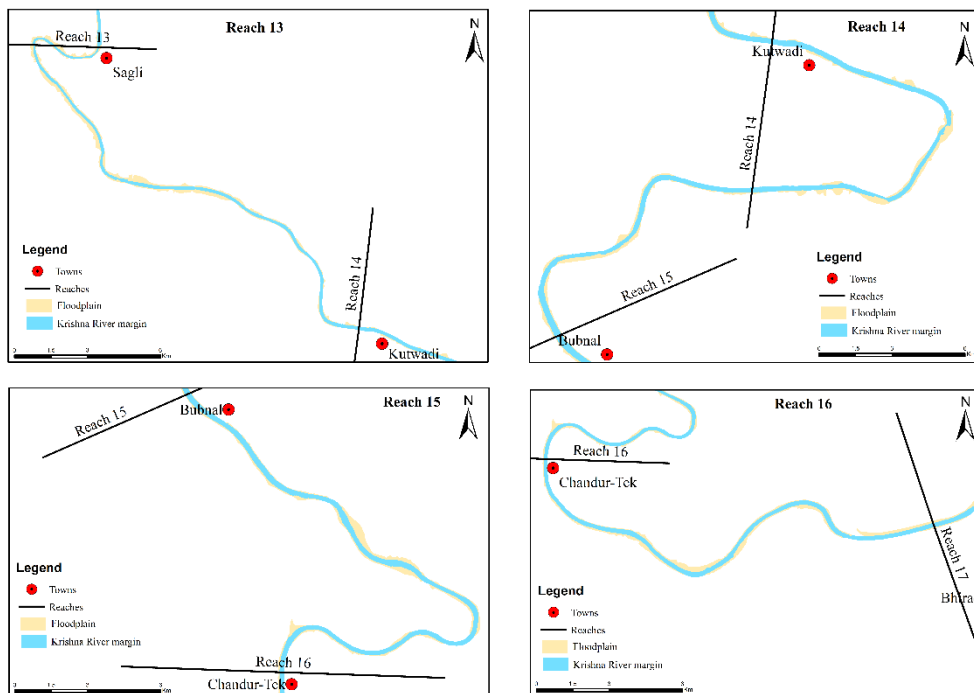 Reach 13
N
Reach 13
Sagli
Reach 14
Kutwadi
Legend
Towns
Reaches
Floodplain
Krishna River margin
Reach 14
N
Kutwadi
Reach 14
Reach 15
Bubnal
Legend
Towns
Reaches
Floodplain
Krishna River margin
Reach 15
N
Reach 15
Bubnal
Reach 16
Chandur-Tek
Legend
Towns
Reaches
Floodplain
Krishna River margin
Reach 16
N
Reach 16
Chandur-Tek
Reach 17
Bhira
Legend
Towns
Reaches
Floodplain
Krishna River margin